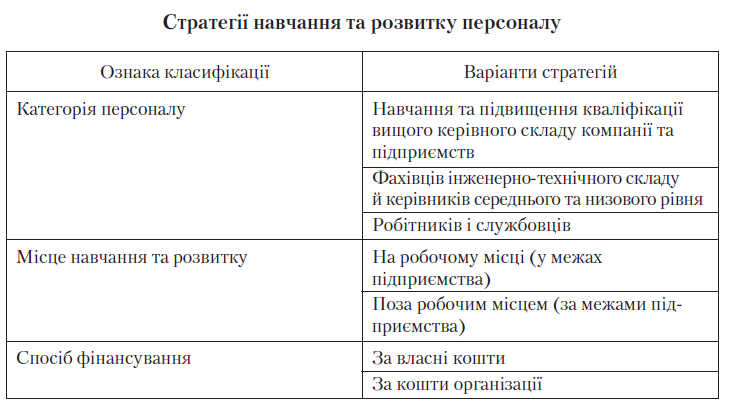 Стратегії навчання та розвитку персоналу
Ознака класифікації
Варіанти стратегій
Категорія персоналу
Навчання та підвищення кваліфікації
вищого керівного складу компанії та
підприємств
Фахівців інженерно-технічного складу
й керівників середнього та низового рівня
Робітників і службовців
Місце навчання та розвитку
На робочому місці (у межах
підприємства)
Поза робочим місцем (за межами під-
приємства)
Спосіб фінансування
За власні кошти
За кошти організації